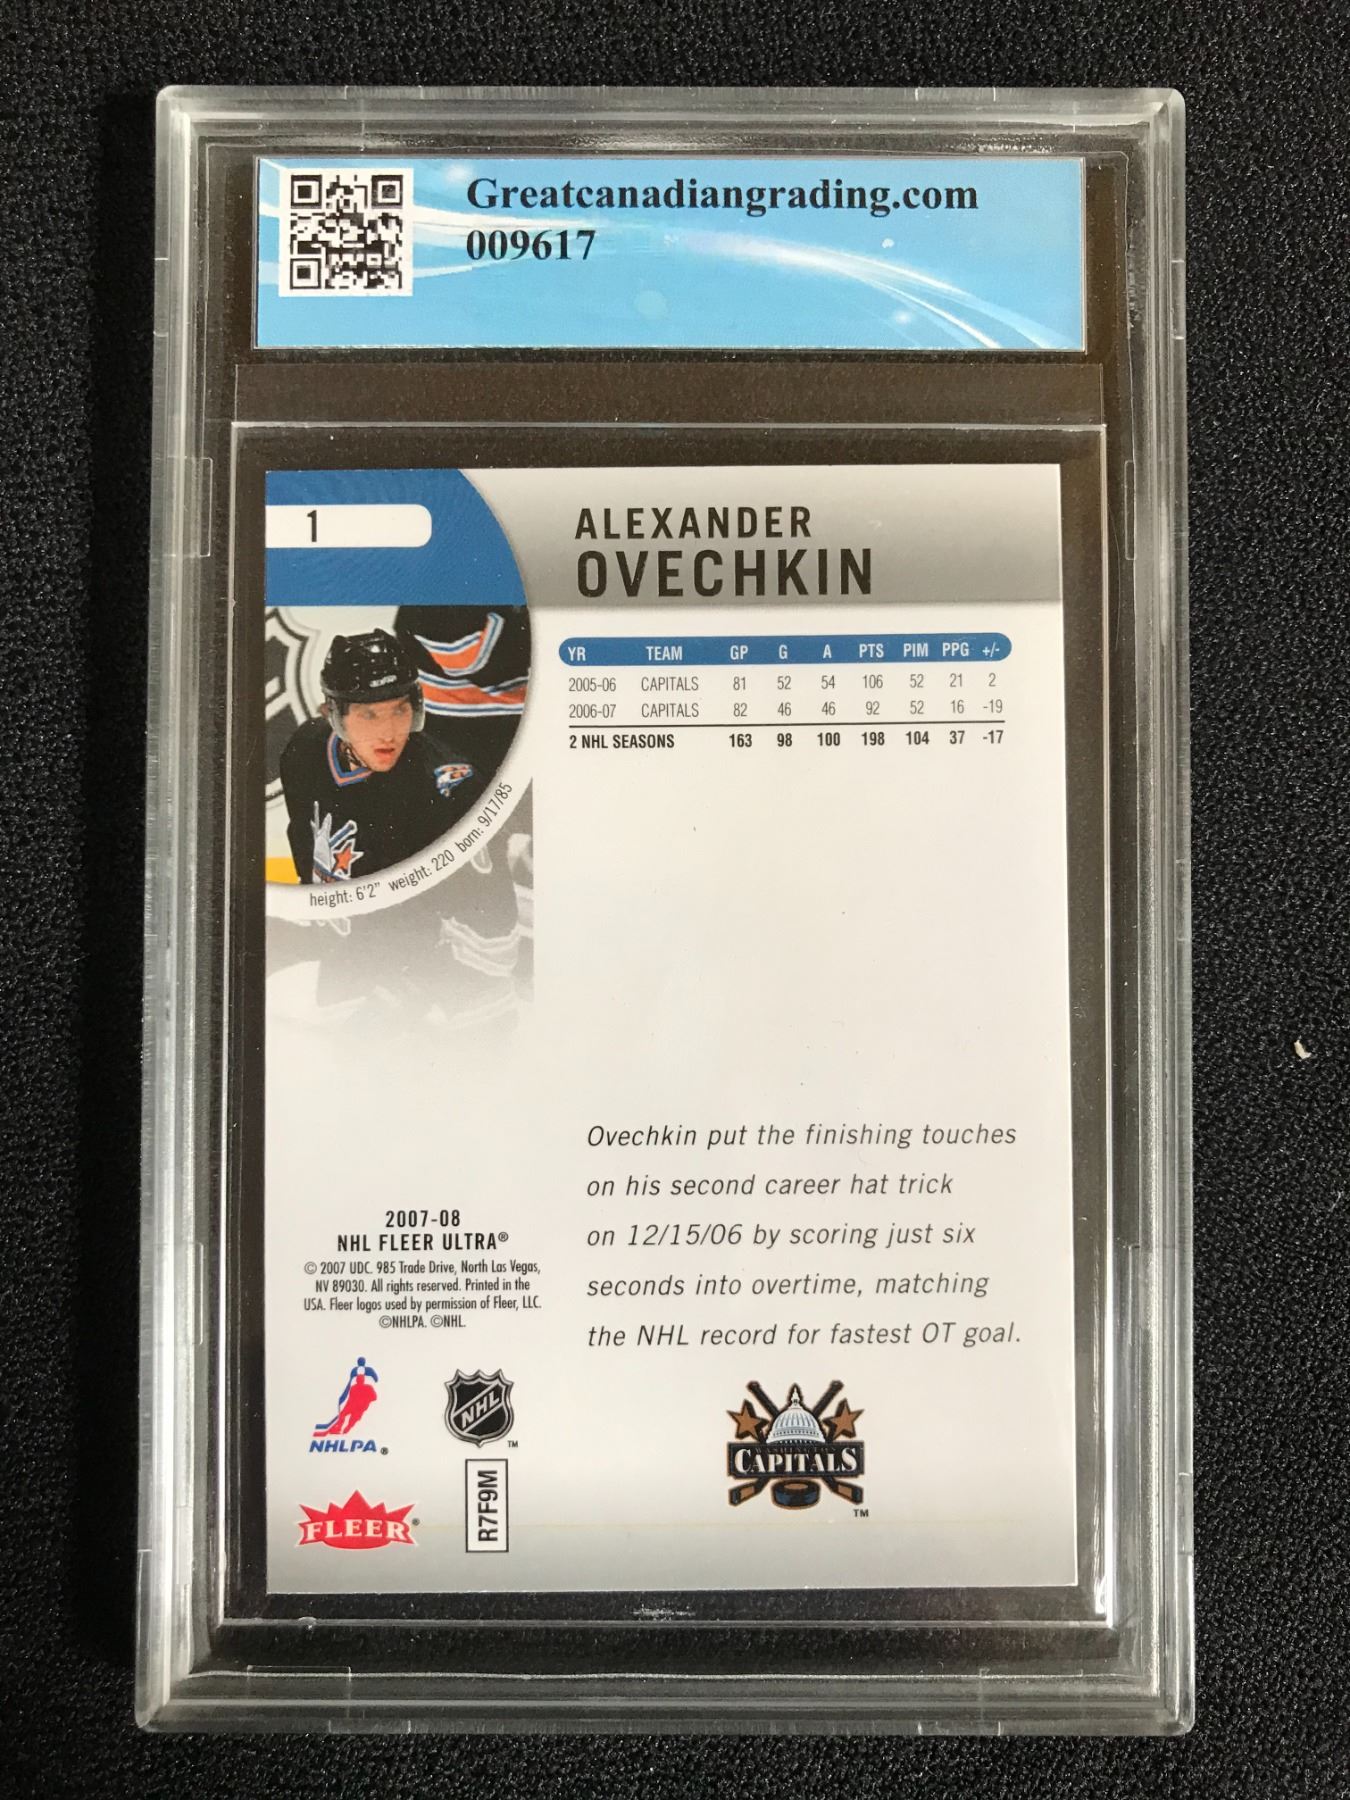 Greatcanadiangrading.com
009617
1
ALEXANDER
OVECHKIN
YR TEAM GP G A PTS PIM PPG +/-
2005-06 CAPITALS 81 52 54 106 52 21 2
2006-07 CAPITALS 82 46 46 92 52 16 -19
2 NHL SEASONS 163 98 100 198 104 37 -17
height: 6'2" weight: 220 born: 9/17/85
Ovechkin put the finishing touches
on his second career hat trick
on 12/15/06 by scoring just six
seconds into overtime, matching
the NHL record for fastest OT goal.
2007-08
NHL FLEER ULTRA®
© 2007 UDC. 985 Trade Drive, North Las Vegas,
NV 89030. All rights reserved. Printed in the
USA. Fleer logos used by permission of Fleer, LLC.
©NHLPA. ©NHL.
NHLPA®
NHL TM
FLEER®
R7F9M
WASHINGTON
CAPITALS
TM